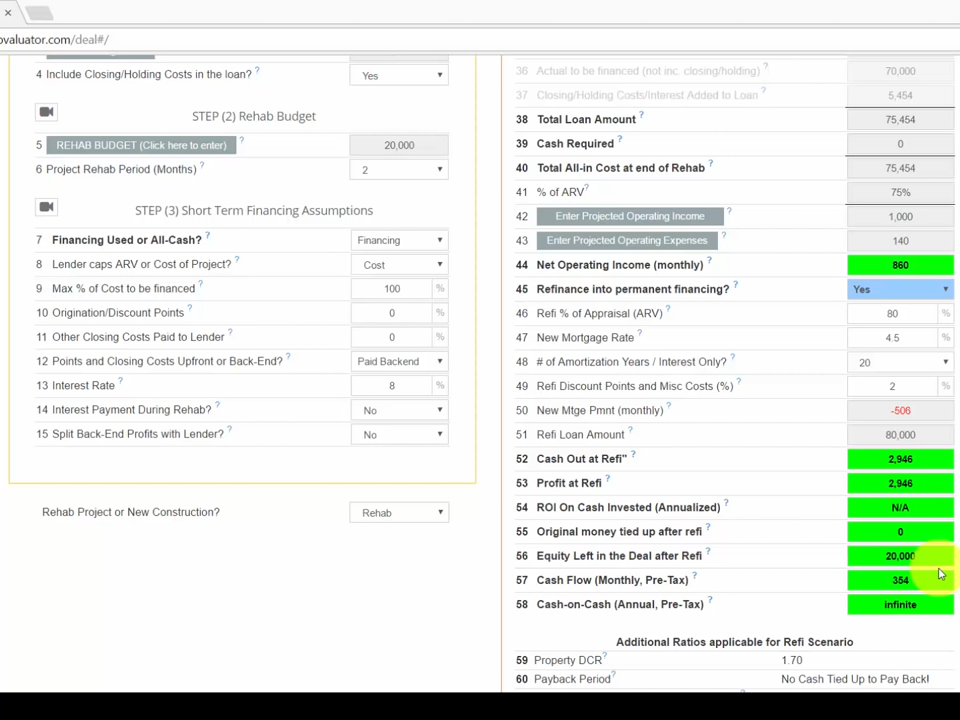 ovaluator.com/deal#/
4 Include Closing/Holding Costs in the loan? ? Yes
STEP (2) Rehab Budget
5 REHAB BUDGET (Click here to enter) ? 20,000
6 Project Rehab Period (Months) ? 2
STEP (3) Short Term Financing Assumptions
7 Financing Used or All-Cash? ? Financing
8 Lender caps ARV or Cost of Project? ? Cost
9 Max % of Cost to be financed ? 100 %
10 Origination/Discount Points ? 0 %
11 Other Closing Costs Paid to Lender ? 0 %
12 Points and Closing Costs Upfront or Back-End? ? Paid Backend
13 Interest Rate ? 8 %
14 Interest Payment During Rehab? ? No
15 Split Back-End Profits with Lender? ? No
Rehab Project or New Construction? Rehab
36 Actual to be financed (not inc. closing/holding) ? 70,000
37 Closing/Holding Costs/Interest Added to Loan ? 5,454
38 Total Loan Amount ? 75,454
39 Cash Required ? 0
40 Total All-in Cost at end of Rehab ? 75,454
41 % of ARV ? 75%
42 Enter Projected Operating Income ? 1,000
43 Enter Projected Operating Expenses ? 140
44 Net Operating Income (monthly) ? 860
45 Refinance into permanent financing? ? Yes
46 Refi % of Appraisal (ARV) ? 80 %
47 New Mortgage Rate ? 4.5 %
48 # of Amortization Years / Interest Only? ? 20
49 Refi Discount Points and Misc Costs (%) ? 2 %
50 New Mtge Pmnt (monthly) ? -506
51 Refi Loan Amount ? 80,000
52 Cash Out at Refi" ? 2,946
53 Profit at Refi ? 2,946
54 ROI On Cash Invested (Annualized) ? N/A
55 Original money tied up after refi ? 0
56 Equity Left in the Deal after Refi ? 20,000
57 Cash Flow (Monthly, Pre-Tax) ? 354
58 Cash-on-Cash (Annual, Pre-Tax) ? infinite
Additional Ratios applicable for Refi Scenario
59 Property DCR ? 1.70
60 Payback Period ? No Cash Tied Up to Pay Back!